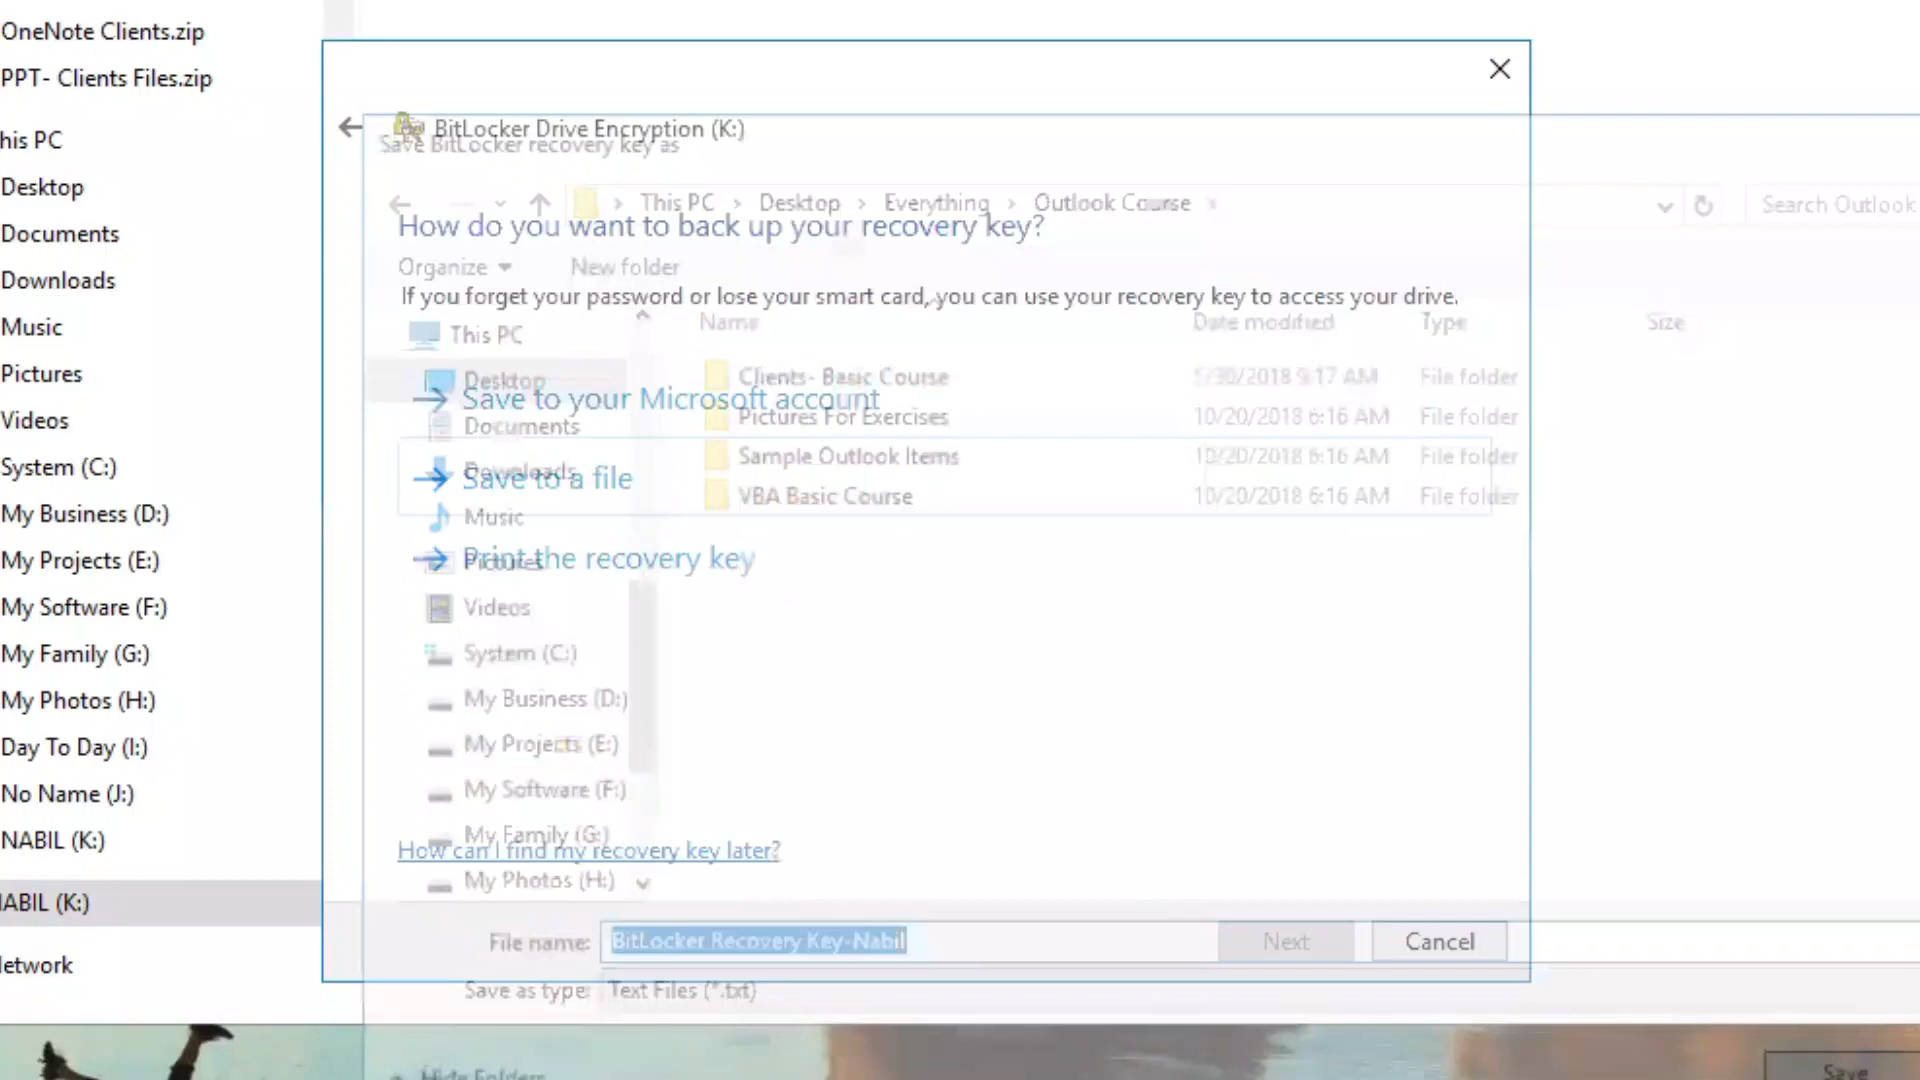 OneNote Clients.zip
PPT- Clients Files.zip
his PC
Desktop
Documents
Downloads
Music
Pictures
Videos
System (C:)
My Business (D:)
My Projects (E:)
My Software (F:)
My Family (G:)
My Photos (H:)
Day To Day (I:)
No Name (J:)
NABIL (K:)
ABIL (K:)
etwork
BitLocker Drive Encryption (K:)
Save BitLocker recovery key as
This PC > Desktop > Everything > Outlook Course >
Search Outlook
How do you want to back up your recovery key?
Organize
New folder
If you forget your password or lose your smart card, you can use your recovery key to access your drive.
Name Date modified Type Size
This PC
Desktop
Documents
Downloads
Music
Pictures
Videos
System (C:)
My Business (D:)
My Projects (E:)
My Software (F:)
My Family (G:)
My Photos (H:)
Clients- Basic Course 5/30/2018 9:17 AM File folder
Pictures For Exercises 10/20/2018 6:16 AM File folder
Sample Outlook Items 10/20/2018 6:16 AM File folder
VBA Basic Course 10/20/2018 6:16 AM File folder
Save to your Microsoft account
Save to a file
Print the recovery key
How can I find my recovery key later?
File name: BitLocker Recovery Key-Nabil
Next
Cancel
Save as type: Text Files (*.txt)
Hide Folders
Save